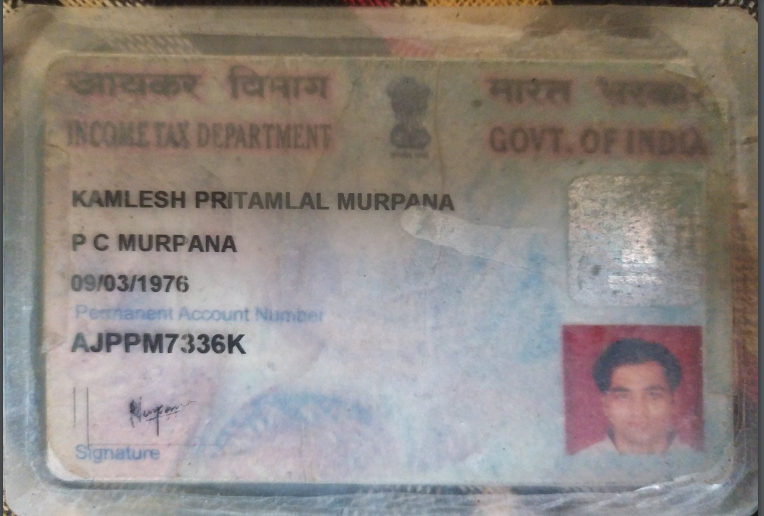 आयकर विभाग
भारत सरकार
INCOME TAX DEPARTMENT
GOVT. OF INDIA
KAMLESH PRITAMLAL MURPANA
P C MURPANA
09/03/1976
Permanent Account Number
AJPPM7336K
Signature